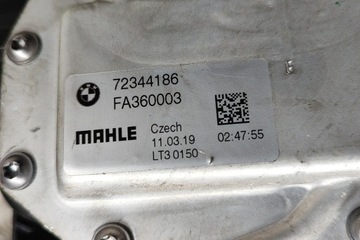 72344186
FA360003
MAHLE Czech
11.03.19 02:47:55
LT3 0150